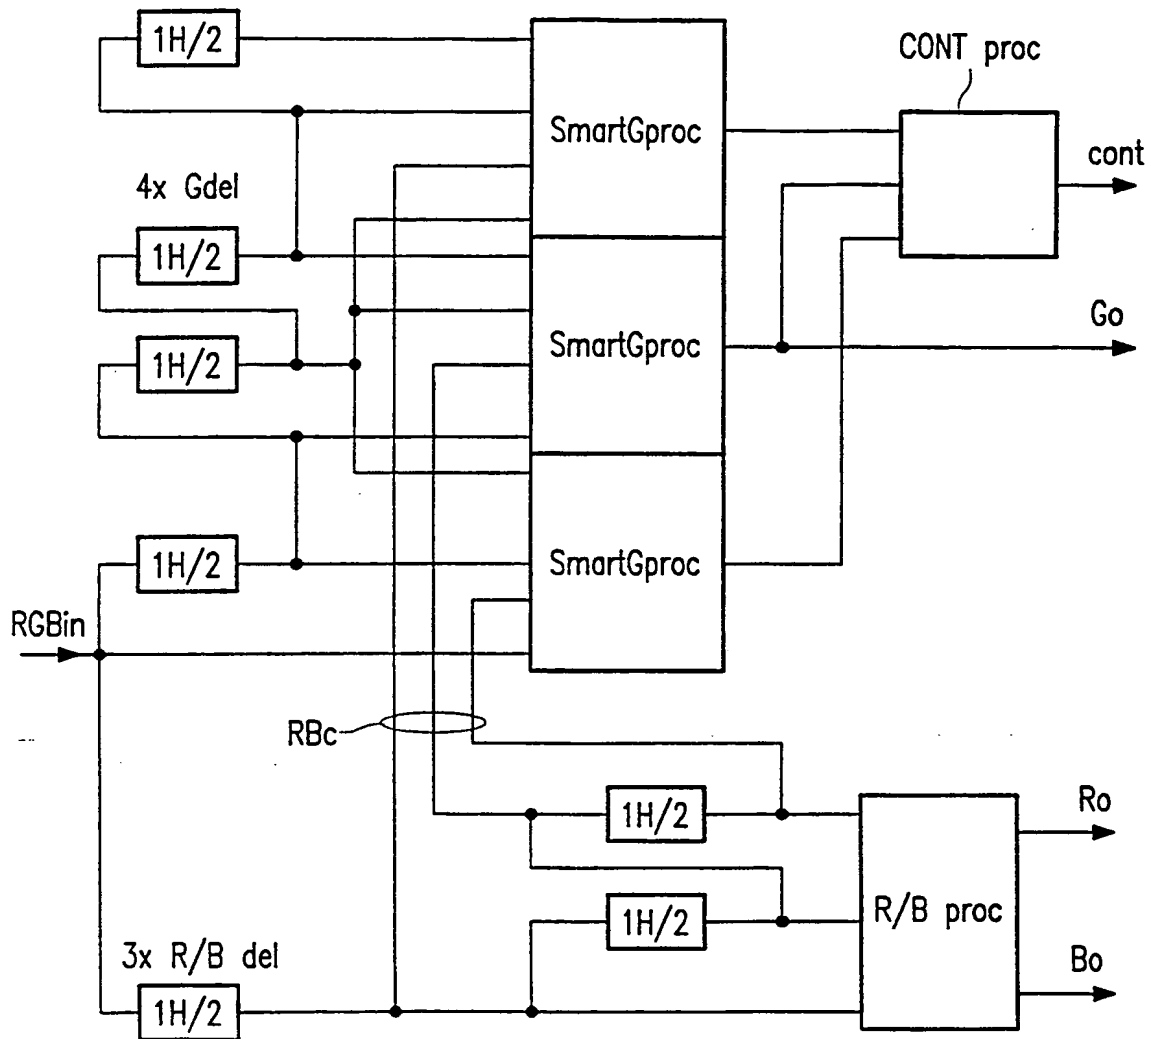 1H/2
CONT proc
SmartGproc
cont
4x Gdel
1H/2
Go
1H/2
SmartGproc
1H/2
SmartGproc
RGBin
RBc
1H/2
Ro
1H/2
R/B proc
3x R/B del
Bo
1H/2